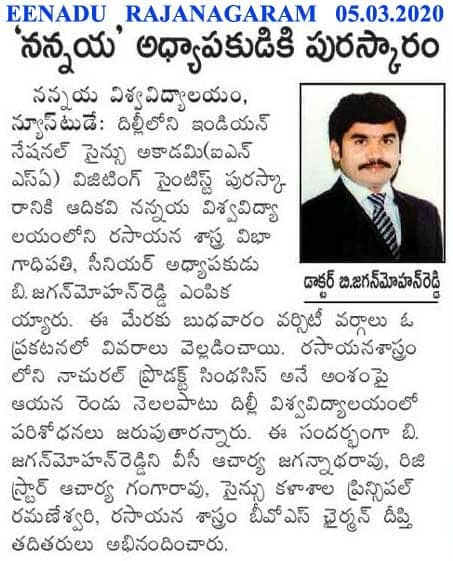 EENADU RAJANAGARAM 05.03.2020
‘నన్నయ’ అధ్యాపకుడికి పురస్కారం
నన్నయ విశ్వవిద్యాలయం,
న్యూస్‌టుడే: దిల్లీలోని ఇండియన్
నేషనల్ సైన్సు అకాడమి(ఐఎన్
ఎస్ఏ) విజిటింగ్ సైంటిస్ట్ పురస్కా
రానికి ఆదికవి నన్నయ విశ్వవిద్యా
లయంలోని రసాయన శాస్త్ర విభా
గాధిపతి, సీనియర్ అధ్యాపకుడు
బి.జగన్‌మోహన్‌రెడ్డి ఎంపిక
య్యారు. ఈ మేరకు బుధవారం వర్సిటీ వర్గాలు ఓ
ప్రకటనలో వివరాలు వెల్లడించాయి. రసాయనశాస్త్రం
లోని నాచురల్ ప్రొడక్ట్ సింథసిస్ అనే అంశంపై
ఆయన రెండు నెలలపాటు దిల్లీ విశ్వవిద్యాలయంలో
పరిశోధనలు జరుపుతారన్నారు. ఈ సందర్భంగా బి.
జగన్‌మోహన్‌రెడ్డిని వీసీ ఆచార్య జగన్నాథరావు, రిజి
స్ట్రార్ ఆచార్య గంగారావు, సైన్సు కళాశాల ప్రిన్సిపల్
రమణేశ్వరి, రసాయన శాస్త్రం బీవోఎస్ ఛైర్మన్ దీప్తి
తదితరులు అభినందించారు.
డాక్టర్ బి.జగన్‌మోహన్‌రెడ్డి